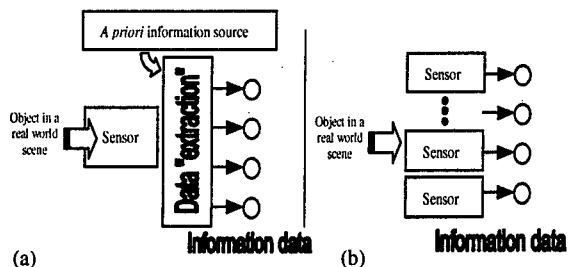 A priori information source
Object in a
real world
scene
Sensor
Data "extraction"
Information data
(a)
Sensor
Object in a
real world
scene
Sensor
Sensor
Information data
(b)